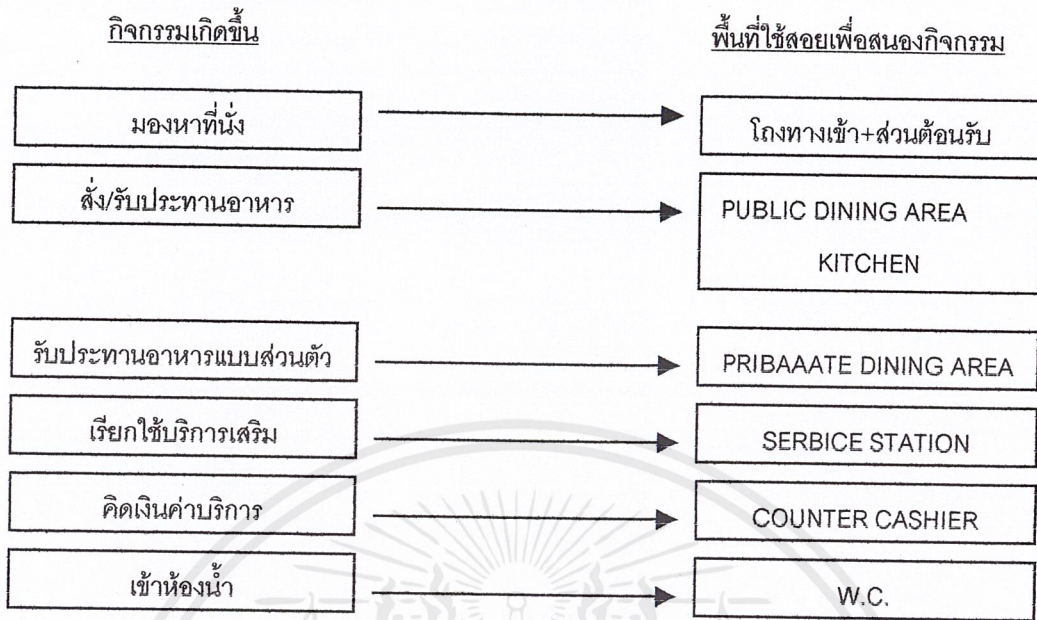 กิจกรรมเกิดขึ้น
พื้นที่ใช้สอยเพื่อสนองกิจกรรม
มองหาที่นั่ง
โถงทางเข้า+ส่วนต้อนรับ
สั่ง/รับประทานอาหาร
PUBLIC DINING AREA
KITCHEN
รับประทานอาหารแบบส่วนตัว
PRIBAAATE DINING AREA
เรียกใช้บริการเสริม
SERBICE STATION
คิดเงินค่าบริการ
COUNTER CASHIER
เข้าห้องน้ำ
W.C.